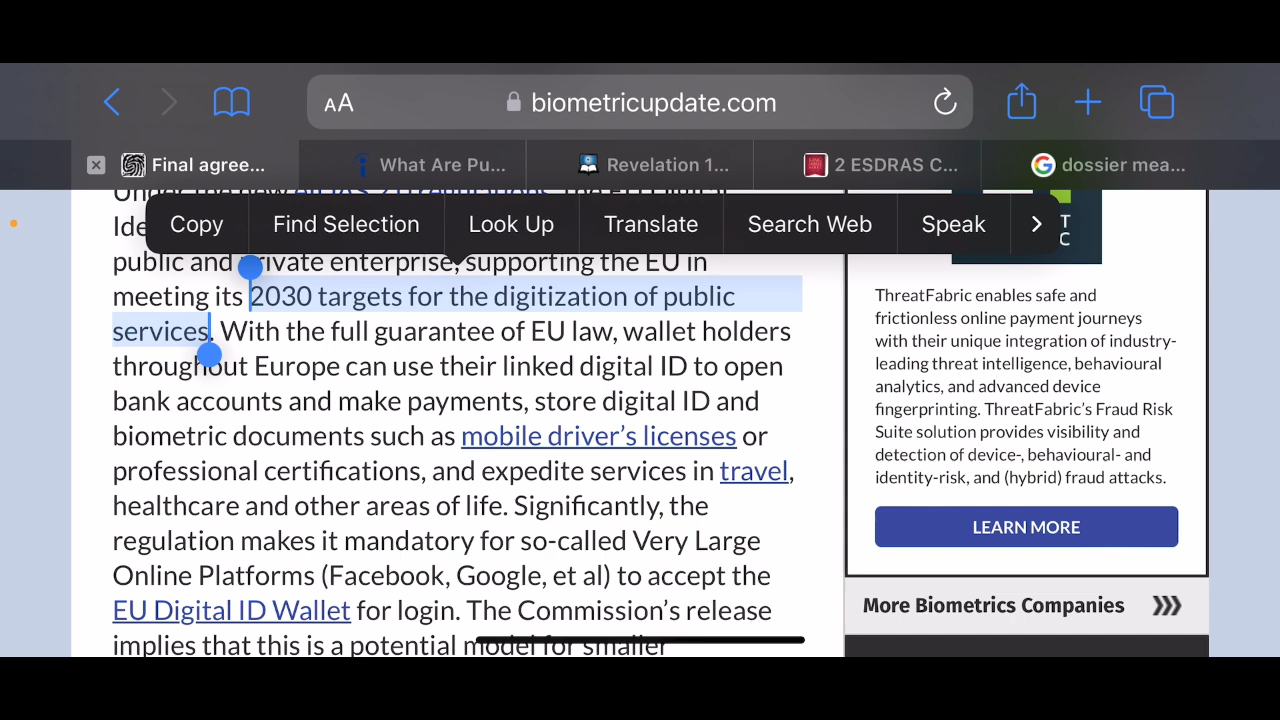 AA biometricupdate.com
Final agree... What Are Pu... Revelation 1... 2 ESDRAS C... dossier mea...
Copy Find Selection Look Up Translate Search Web Speak
public and private enterprise, supporting the EU in
meeting its 2030 targets for the digitization of public
services. With the full guarantee of EU law, wallet holders
throughout Europe can use their linked digital ID to open
bank accounts and make payments, store digital ID and
biometric documents such as mobile driver's licenses or
professional certifications, and expedite services in travel,
healthcare and other areas of life. Significantly, the
regulation makes it mandatory for so-called Very Large
Online Platforms (Facebook, Google, et al) to accept the
EU Digital ID Wallet for login. The Commission's release
implies that this is a potential model for smaller
T
C
ThreatFabric enables safe and
frictionless online payment journeys
with their unique integration of industry-
leading threat intelligence, behavioural
analytics, and advanced device
fingerprinting. ThreatFabric's Fraud Risk
Suite solution provides visibility and
detection of device-, behavioural- and
identity-risk, and (hybrid) fraud attacks.
LEARN MORE
More Biometrics Companies